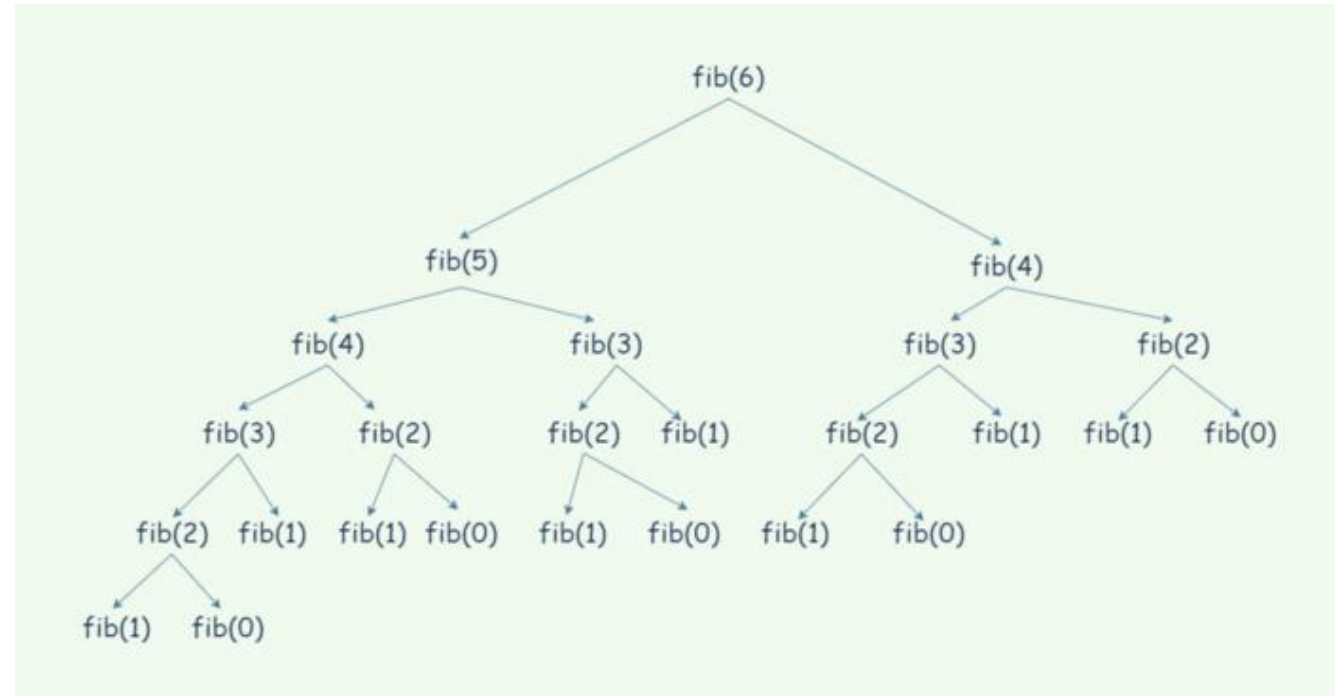 fib(6)
fib(5) fib(4)
fib(4) fib(3) fib(3) fib(2)
fib(3) fib(2) fib(2) fib(1) fib(2) fib(1) fib(1) fib(0)
fib(2) fib(1) fib(1) fib(0) fib(1) fib(0) fib(1) fib(0)
fib(1) fib(0)